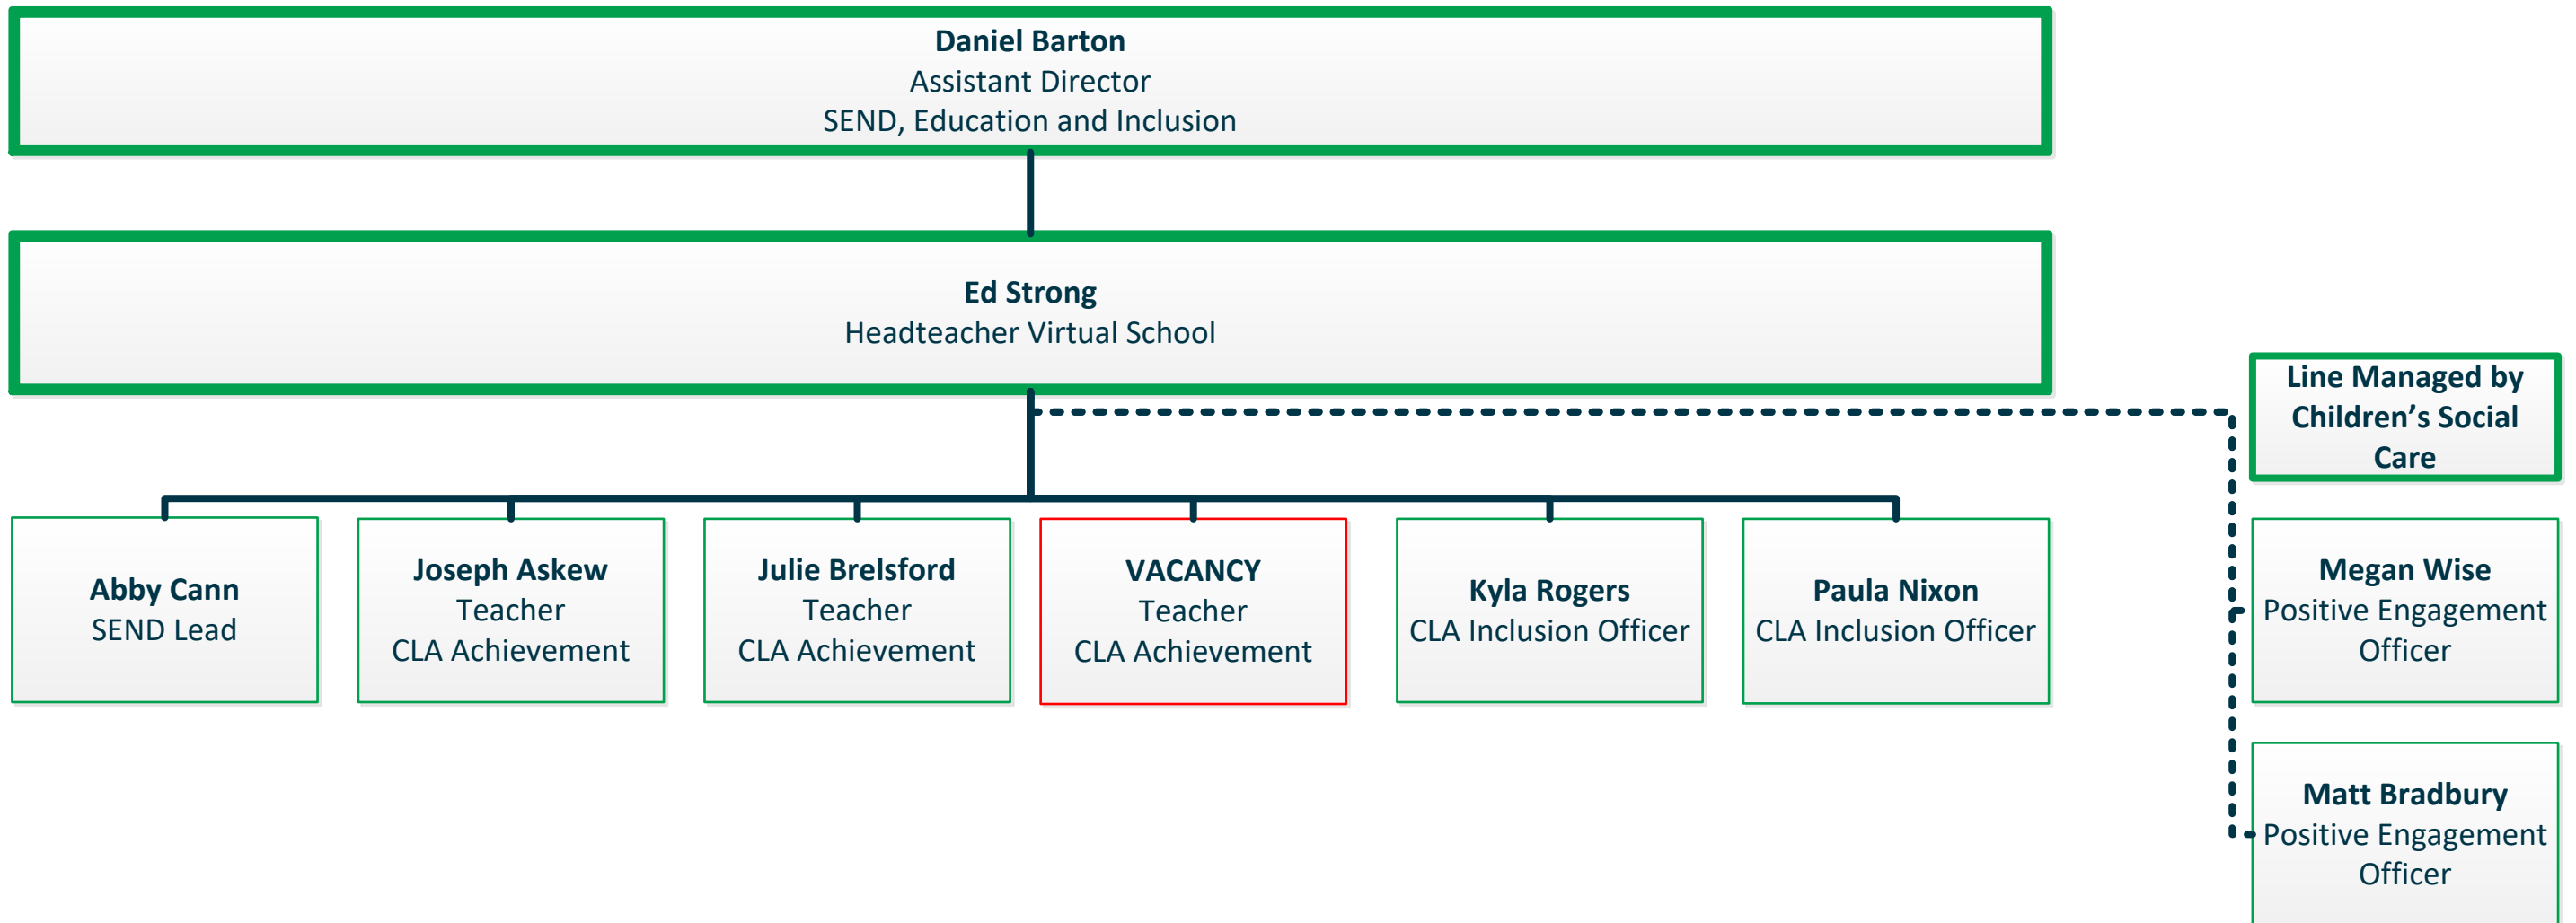 Daniel Barton
Assistant Director
SEND, Education and Inclusion
Ed Strong
Headteacher Virtual School
Line Managed by
Children’s Social
Care
Abby Cann
SEND Lead
Joseph Askew
Teacher
CLA Achievement
Julie Brelsford
Teacher
CLA Achievement
VACANCY
Teacher
CLA Achievement
Kyla Rogers
CLA Inclusion Officer
Paula Nixon
CLA Inclusion Officer
Megan Wise
Positive Engagement
Officer
Matt Bradbury
Positive Engagement
Officer